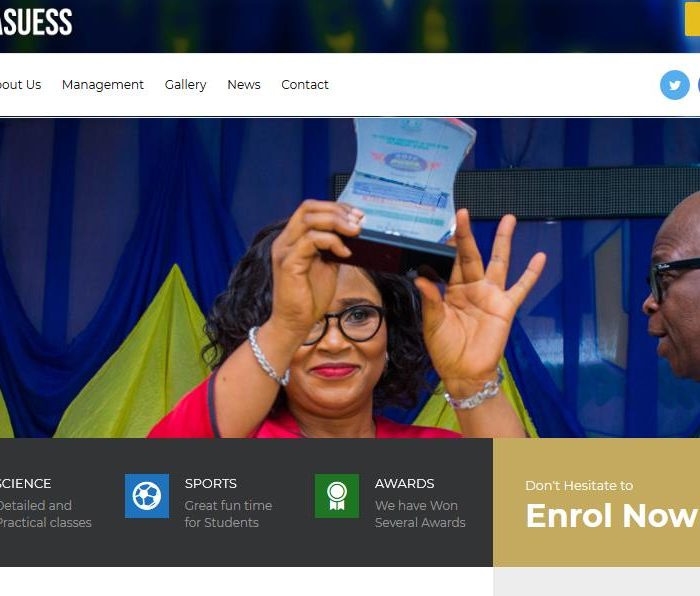 ASUESS
bout Us Management Gallery News Contact
SCIENCE
Detailed and
Practical classes
SPORTS
Great fun time
for Students
AWARDS
We have Won
Several Awards
Don't Hesitate to
Enrol Now